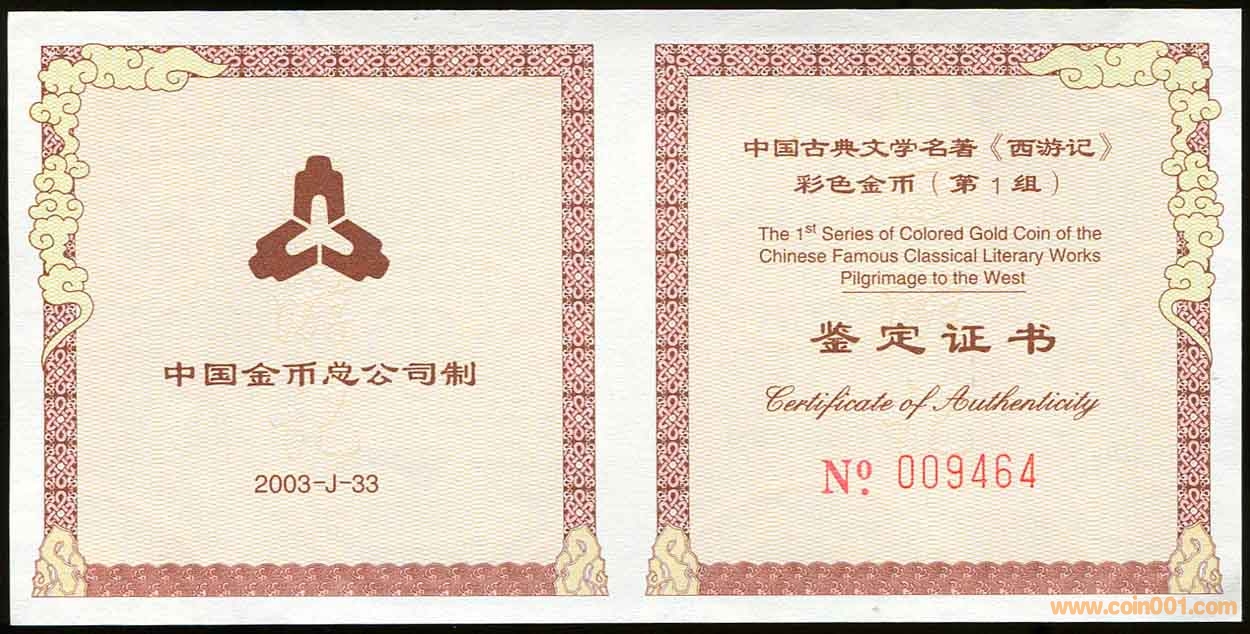 中国金币总公司制
2003-J-33
中国古典文学名著《西游记》
彩色金币(第1组)
The 1st Series of Colored Gold Coin of the
Chinese Famous Classical Literary Works
Pilgrimage to the West
鉴定证书
Certificate of Authenticity
Nº 009464
www.coin001.com